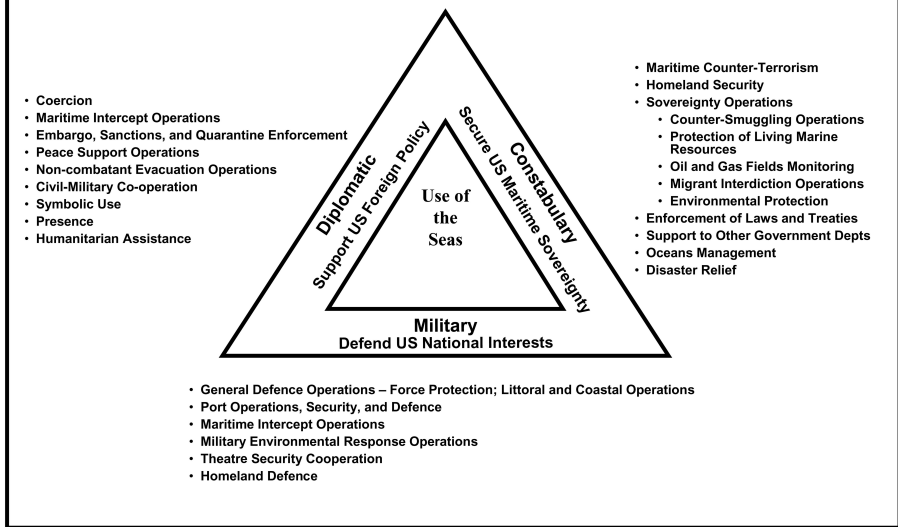 • Coercion
• Maritime Intercept Operations
• Embargo, Sanctions, and Quarantine Enforcement
• Peace Support Operations
• Non-combatant Evacuation Operations
• Civil-Military Co-operation
• Symbolic Use
• Presence
• Humanitarian Assistance
Diplomatic
Support US Foreign Policy
Use of
the
Seas
Constabulary
Secure US Maritime Sovereignty
• Maritime Counter-Terrorism
• Homeland Security
• Sovereignty Operations
• Counter-Smuggling Operations
• Protection of Living Marine
Resources
• Oil and Gas Fields Monitoring
• Migrant Interdiction Operations
• Environmental Protection
• Enforcement of Laws and Treaties
• Support to Other Government Depts
• Oceans Management
• Disaster Relief
Military
Defend US National Interests
• General Defence Operations – Force Protection; Littoral and Coastal Operations
• Port Operations, Security, and Defence
• Maritime Intercept Operations
• Military Environmental Response Operations
• Theatre Security Cooperation
• Homeland Defence